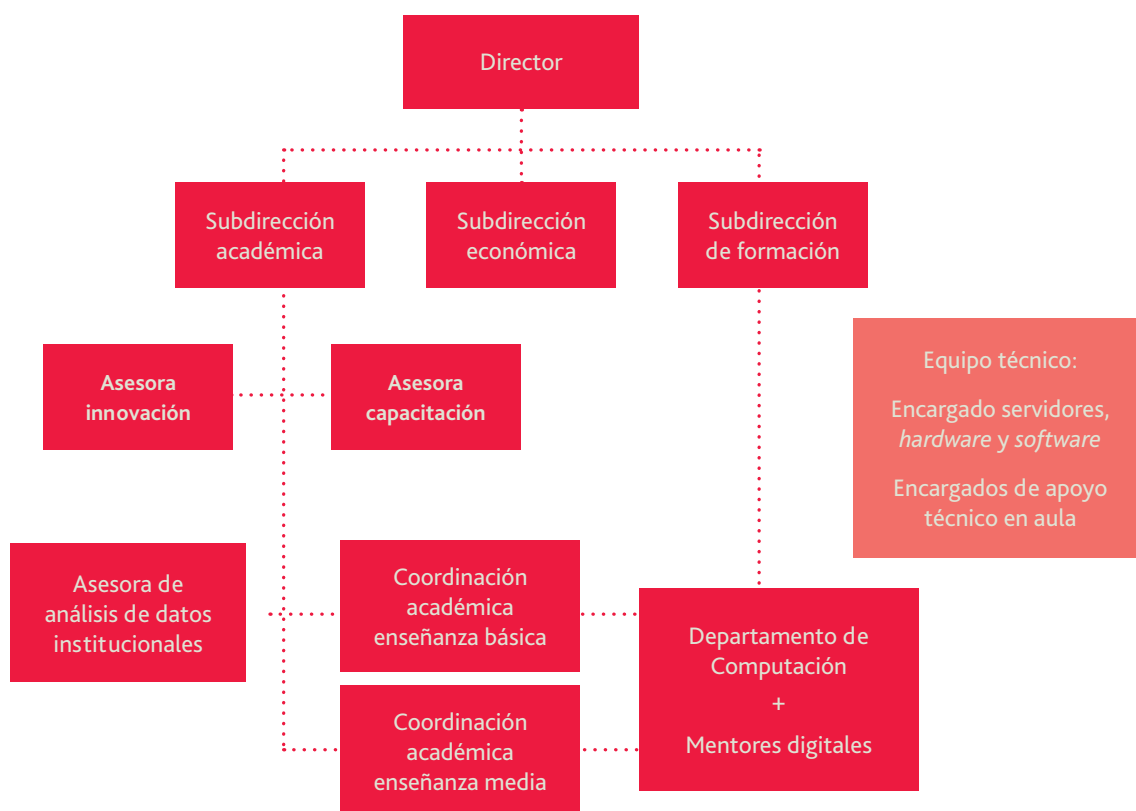 Director
Subdirección
académica
Subdirección
económica
Subdirección
de formación
Asesora
innovación
Asesora
capacitación
Equipo técnico:
Encargado servidores,
hardware y software
Encargados de apoyo
técnico en aula
Asesora de
análisis de datos
institucionales
Coordinación
académica
enseñanza básica
Departamento de
Computación
+
Mentores digitales
Coordinación
académica
enseñanza media